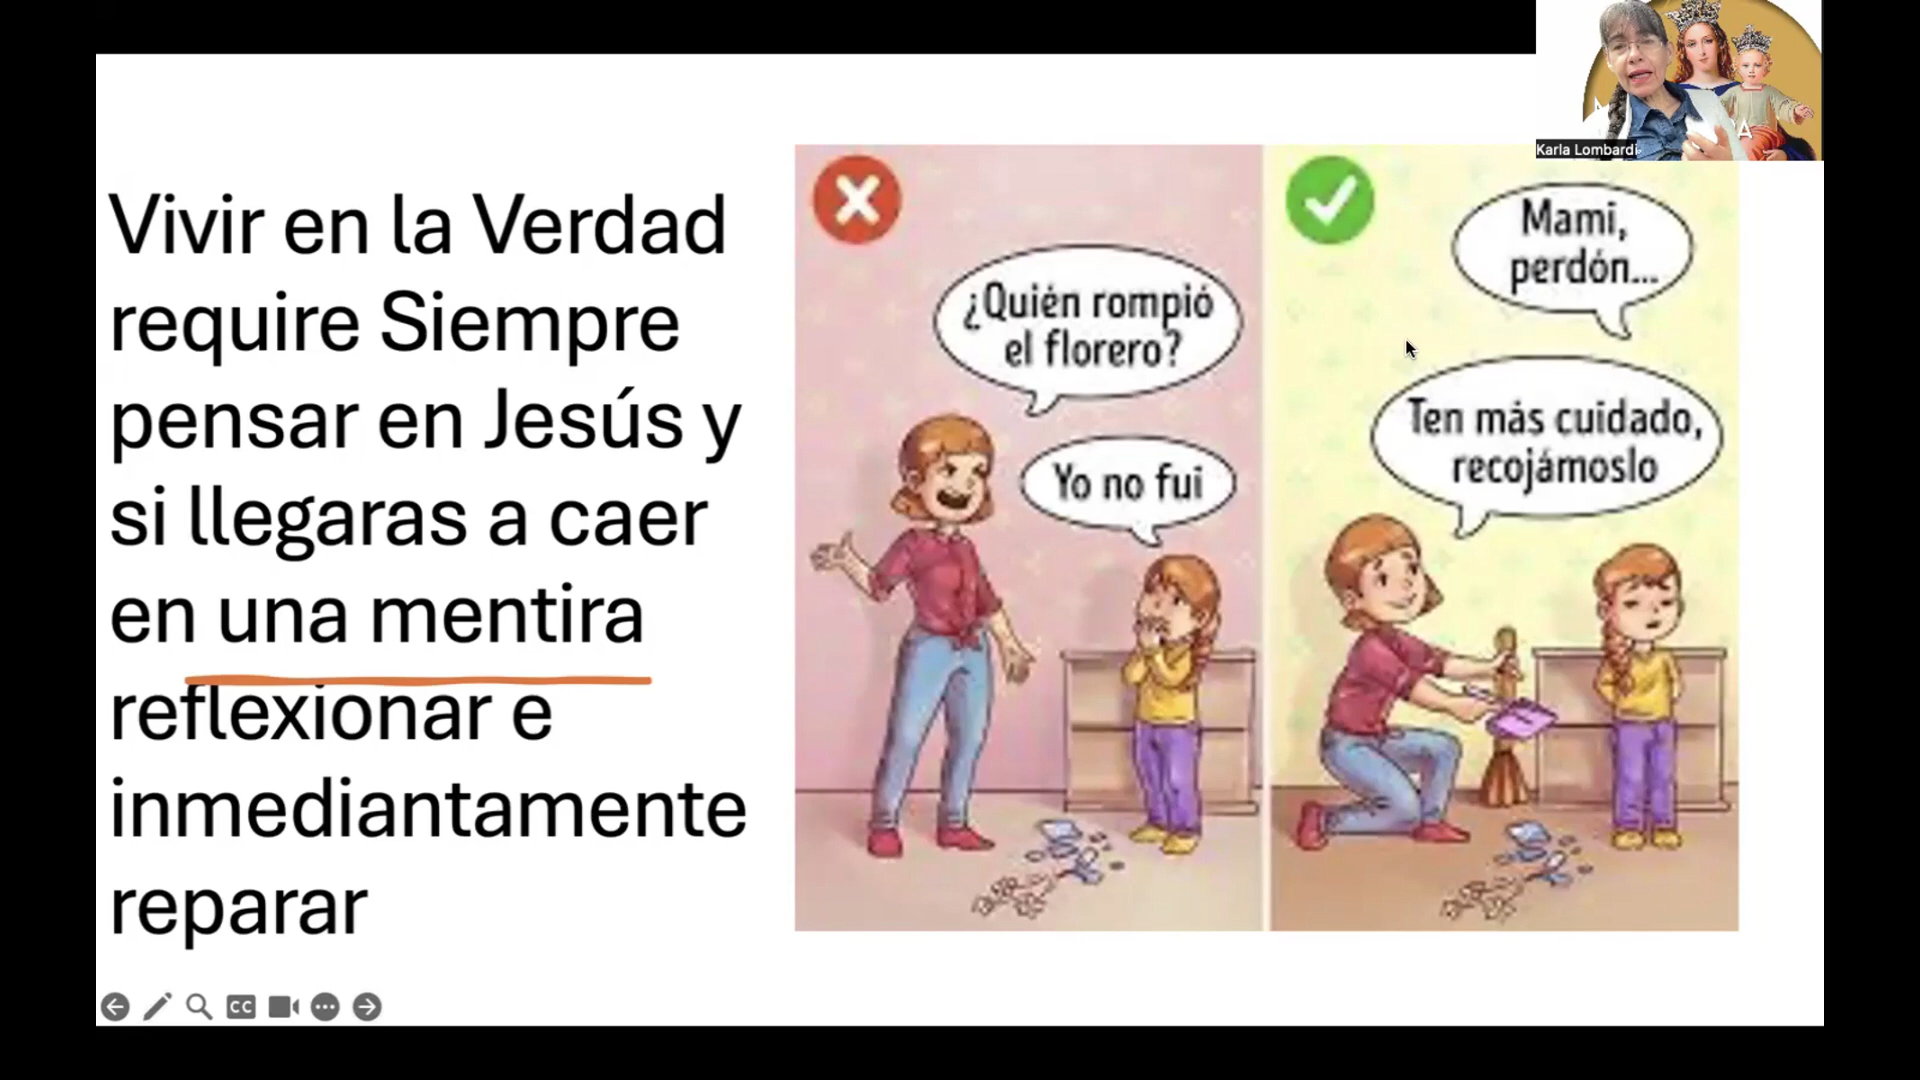 Vivir en la Verdad
require Siempre
pensar en Jesús y
si llegaras a caer
en una mentira
reflexionar e
inmediantamente
reparar
¿Quién rompió
el florero?
Yo no fui
Mami,
perdón...
Ten más cuidado,
recojámoslo
Karla Lombardi
CC